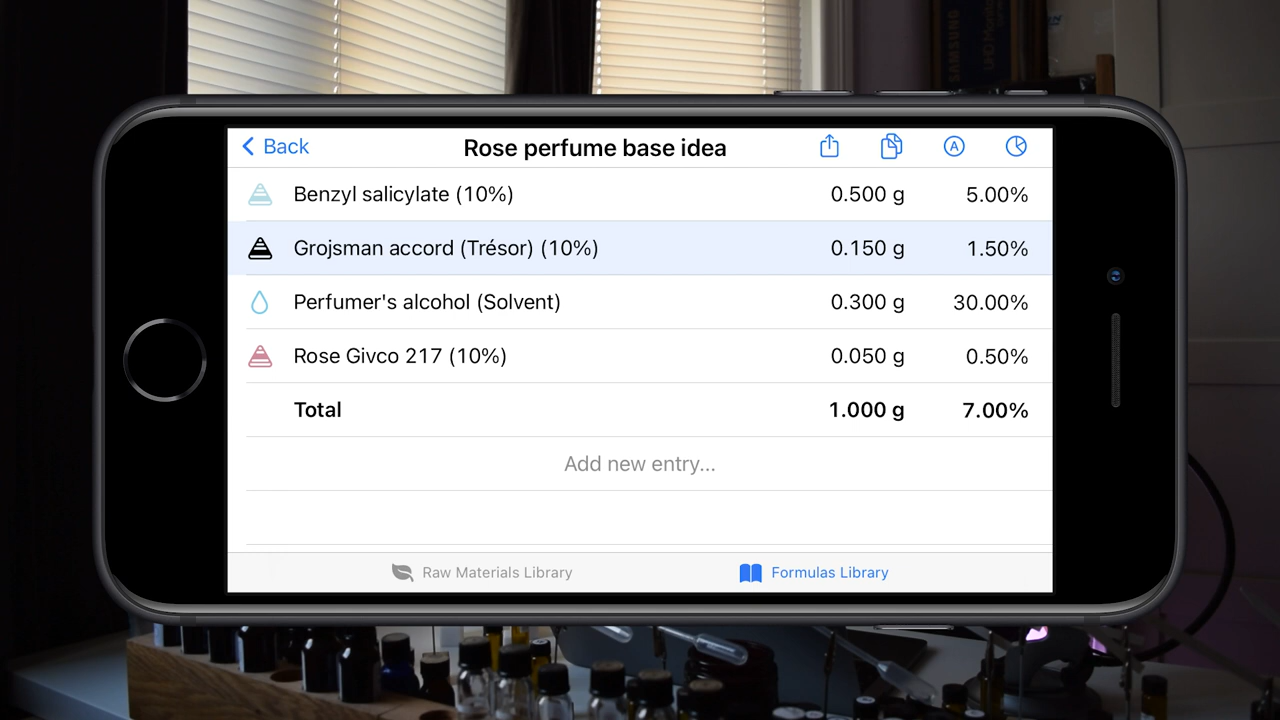 SAMSUNG
Back
Rose perfume base idea
A
Benzyl salicylate (10%) 0.500 g 5.00%
Grojsman accord (Trésor) (10%) 0.150 g 1.50%
Perfumer's alcohol (Solvent) 0.300 g 30.00%
Rose Givco 217 (10%) 0.050 g 0.50%
Total 1.000 g 7.00%
Add new entry...
Raw Materials Library
Formulas Library